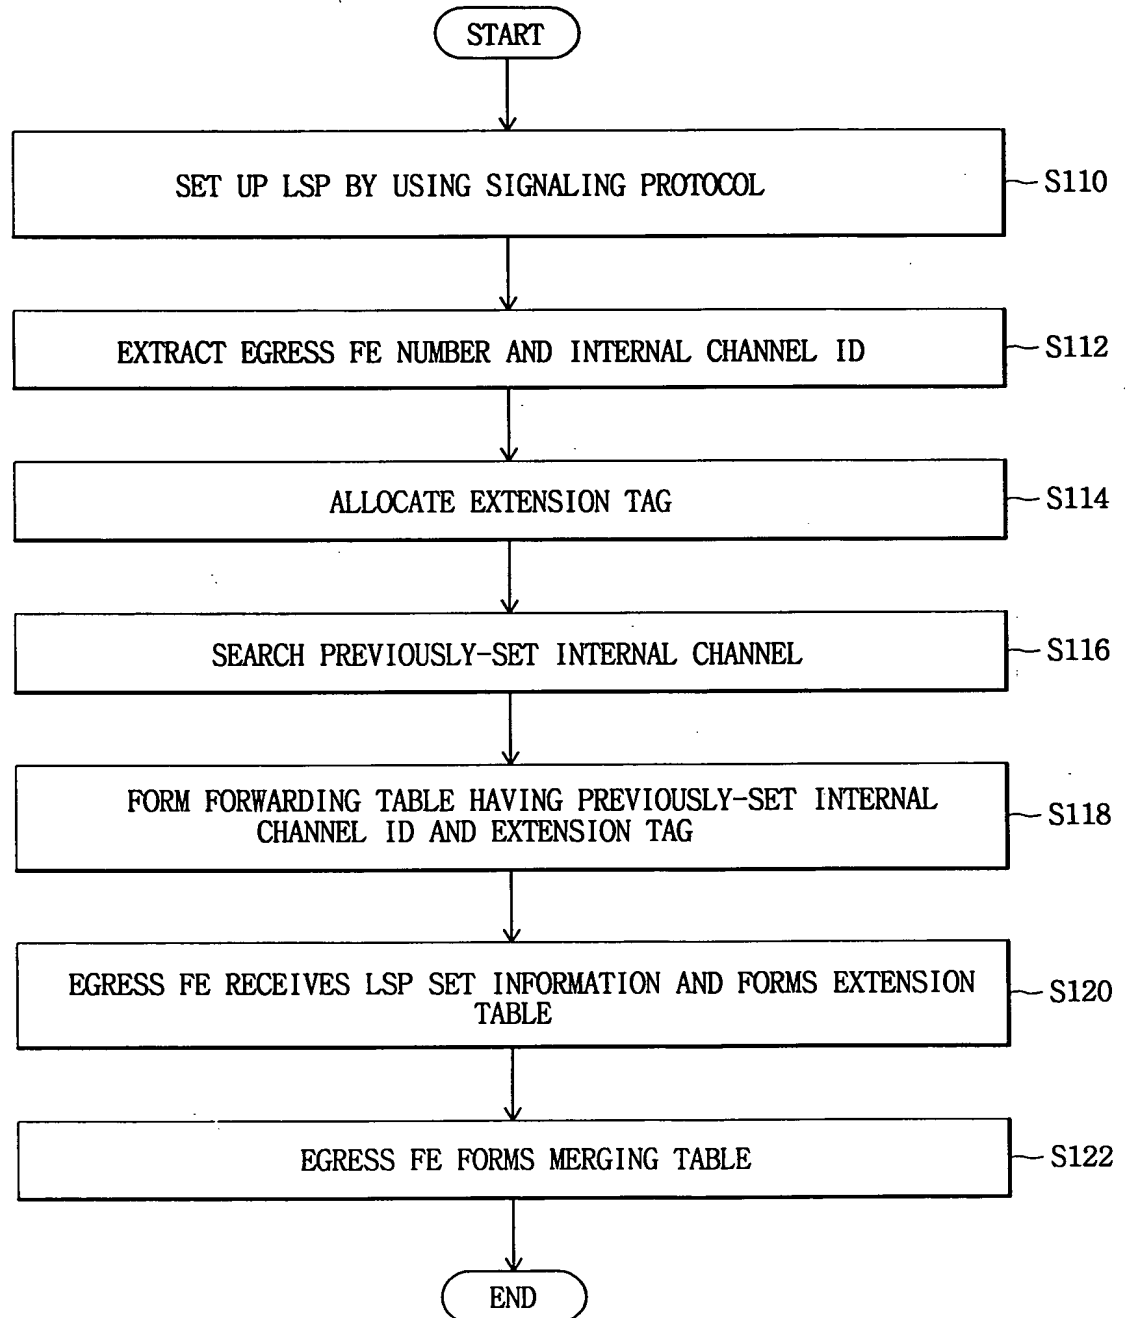 START
SET UP LSP BY USING SIGNALING PROTOCOL
S110
EXTRACT EGRESS FE NUMBER AND INTERNAL CHANNEL ID
S112
ALLOCATE EXTENSION TAG
S114
SEARCH PREVIOUSLY-SET INTERNAL CHANNEL
S116
FORM FORWARDING TABLE HAVING PREVIOUSLY-SET INTERNAL
CHANNEL ID AND EXTENSION TAG
S118
EGRESS FE RECEIVES LSP SET INFORMATION AND FORMS EXTENSION
TABLE
S120
EGRESS FE FORMS MERGING TABLE
S122
END